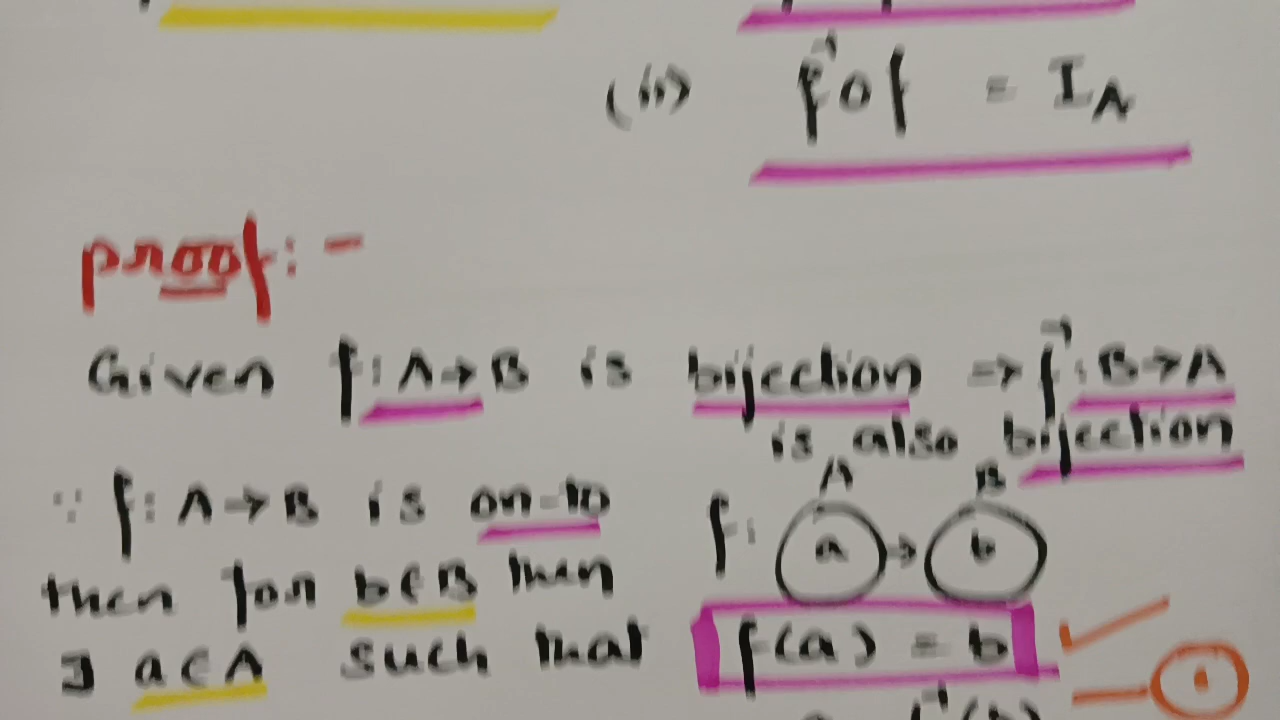 (ii) f⁻¹of = I_A
proof:-
Given f: A→B is bijection ⇒ f⁻¹: B→A
is also bijection
∵ f: A→B is on-to
then for b∈B then
∃ a∈A such that
A B
f: a → b
f(a) = b
1
f⁻¹(b)